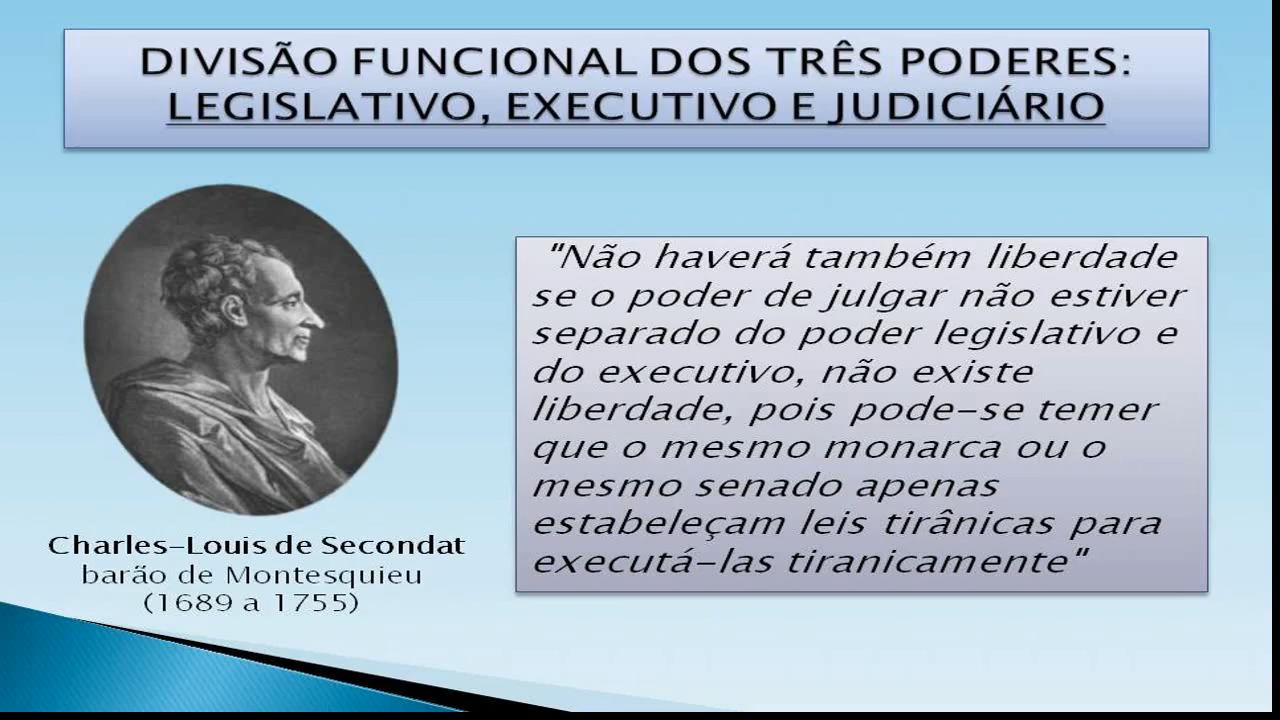 DIVISÃO FUNCIONAL DOS TRÊS PODERES:
LEGISLATIVO, EXECUTIVO E JUDICIÁRIO
"Não haverá também liberdade
se o poder de julgar não estiver
separado do poder legislativo e
do executivo, não existe
liberdade, pois pode-se temer
que o mesmo monarca ou o
mesmo senado apenas
estabeleçam leis tirânicas para
executá-las tiranicamente"
Charles-Louis de Secondat
barão de Montesquieu
(1689 a 1755)